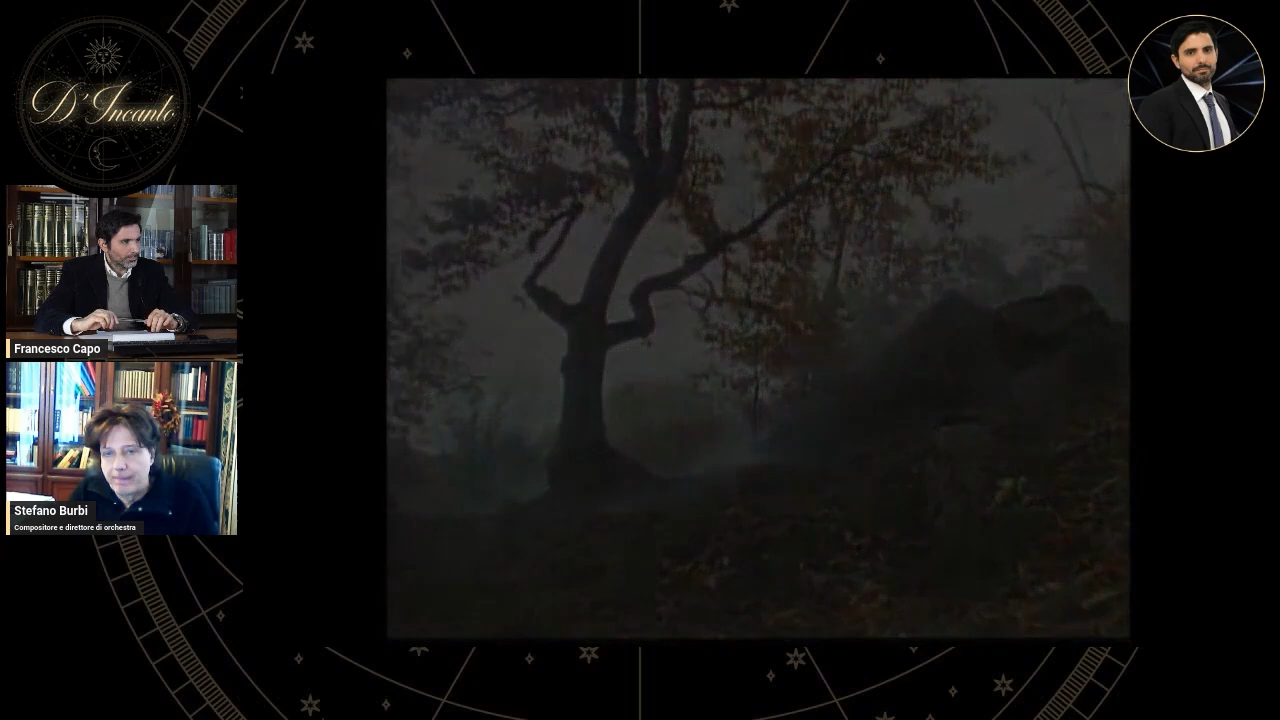 D'Incanto
Francesco Capo
Stefano Burbi
Compositore e direttore di orchestra